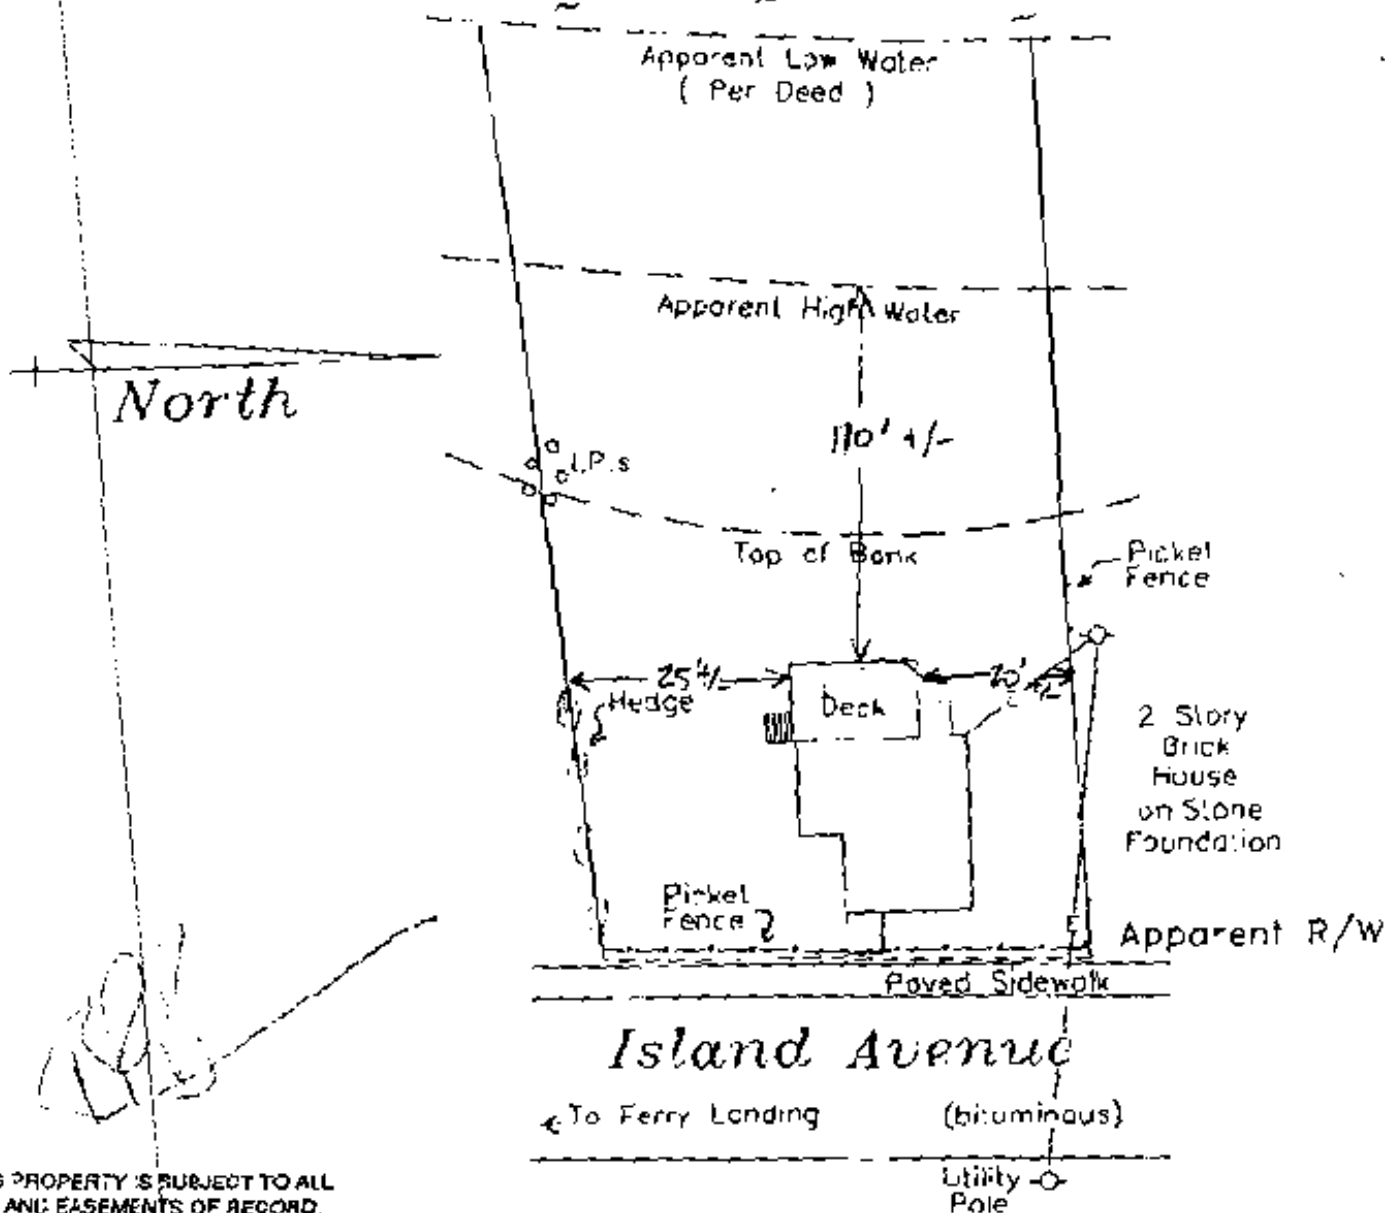 Apparent Low Water
( Per Deed )
Apparent High Water
North
110' +/-
I.P.s
Top of Bank
Picket
Fence
25' +/-
20' +/-
Hedge
Deck
2 Story
Brick
House
on Stone
Foundation
Picket
Fence
Apparent R/W
Paved Sidewalk
Island Avenue
To Ferry Landing
(bituminous)
PROPERTY IS SUBJECT TO ALL
AND EASEMENTS OF RECORD.
Utility
Pole